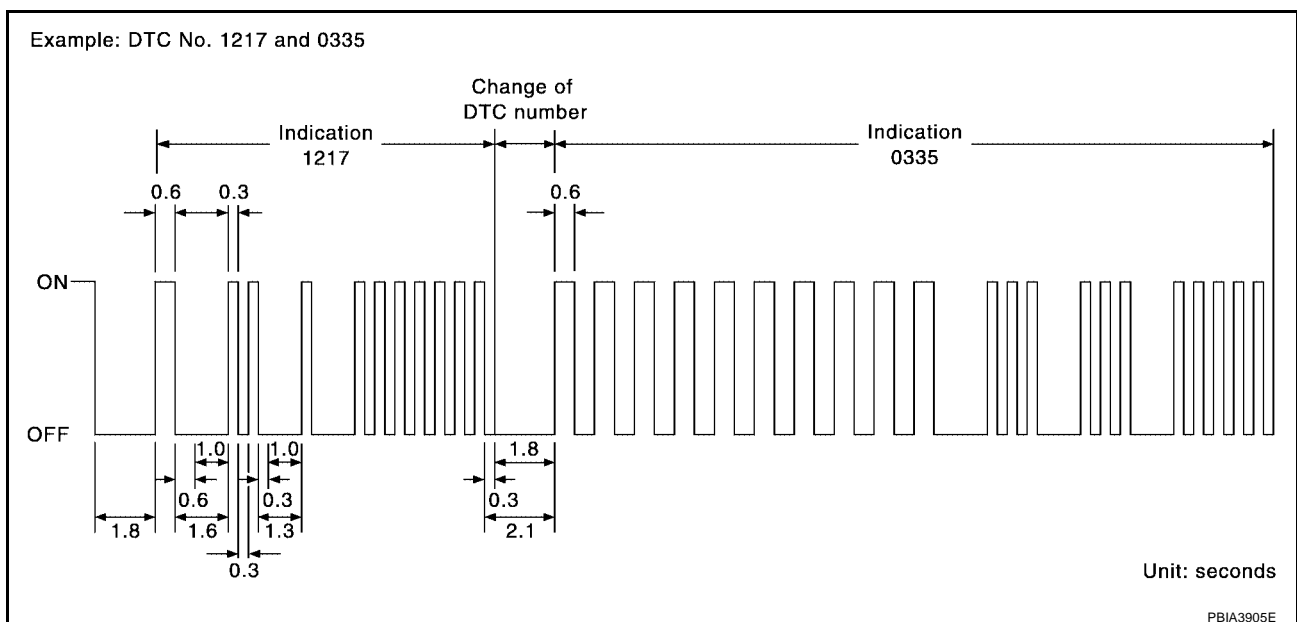 Example: DTC No. 1217 and 0335
Change of
DTC number
Indication
1217
Indication
0335
0.6
0.3
0.6
ON
OFF
1.0
1.0
1.8
0.6
0.3
0.3
1.8
1.6
1.3
2.1
0.3
Unit: seconds
PBIA3905E